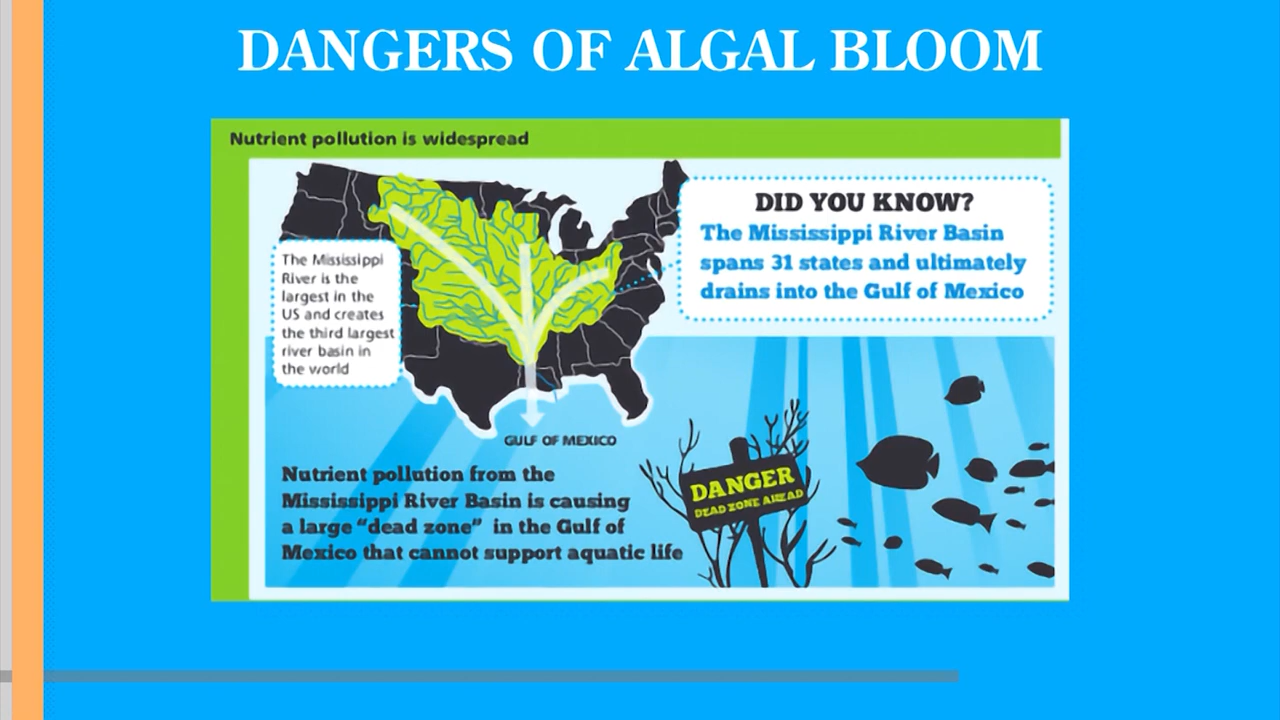 DANGERS OF ALGAL BLOOM
Nutrient pollution is widespread
DID YOU KNOW?
The Mississippi River Basin
spans 31 states and ultimately
drains into the Gulf of Mexico
The Mississippi
River is the
largest in the
US and creates
the third largest
river basin in
the world
GULF OF MEXICO
Nutrient pollution from the
Mississippi River Basin is causing
a large “dead zone” in the Gulf of
Mexico that cannot support aquatic life
DANGER
DEAD ZONE AHEAD